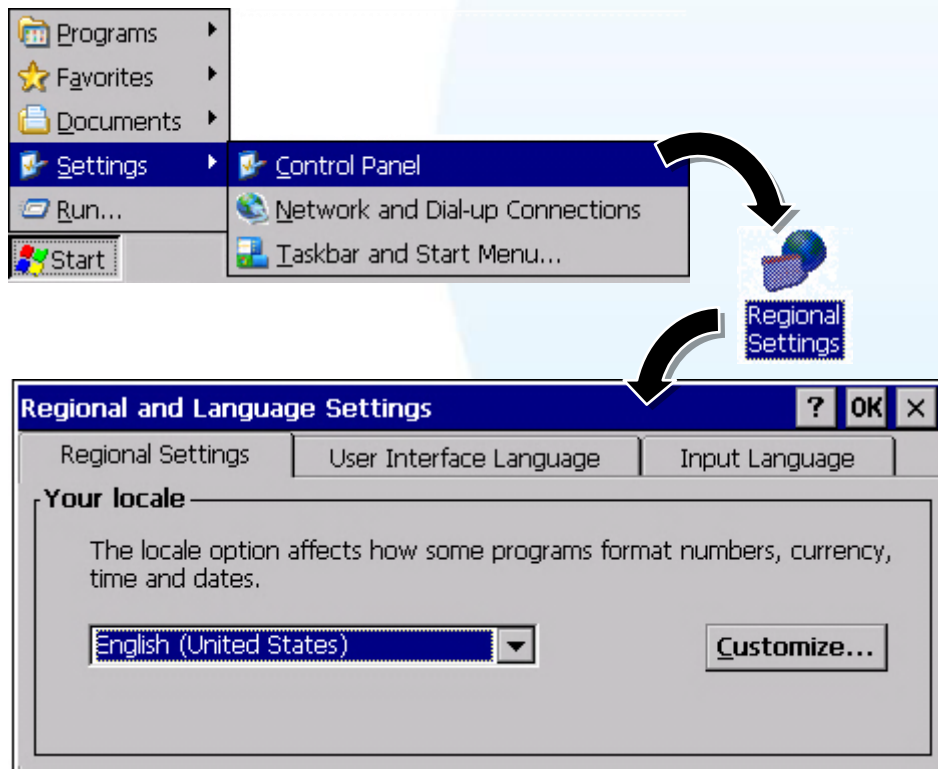 Programs
Favorites
Documents
Settings
Run...
Start
Control Panel
Network and Dial-up Connections
Taskbar and Start Menu...
Regional
Settings
Regional and Language Settings ? OK ×
Regional Settings User Interface Language Input Language
Your locale
The locale option affects how some programs format numbers, currency,
time and dates.
English (United States) Customize...